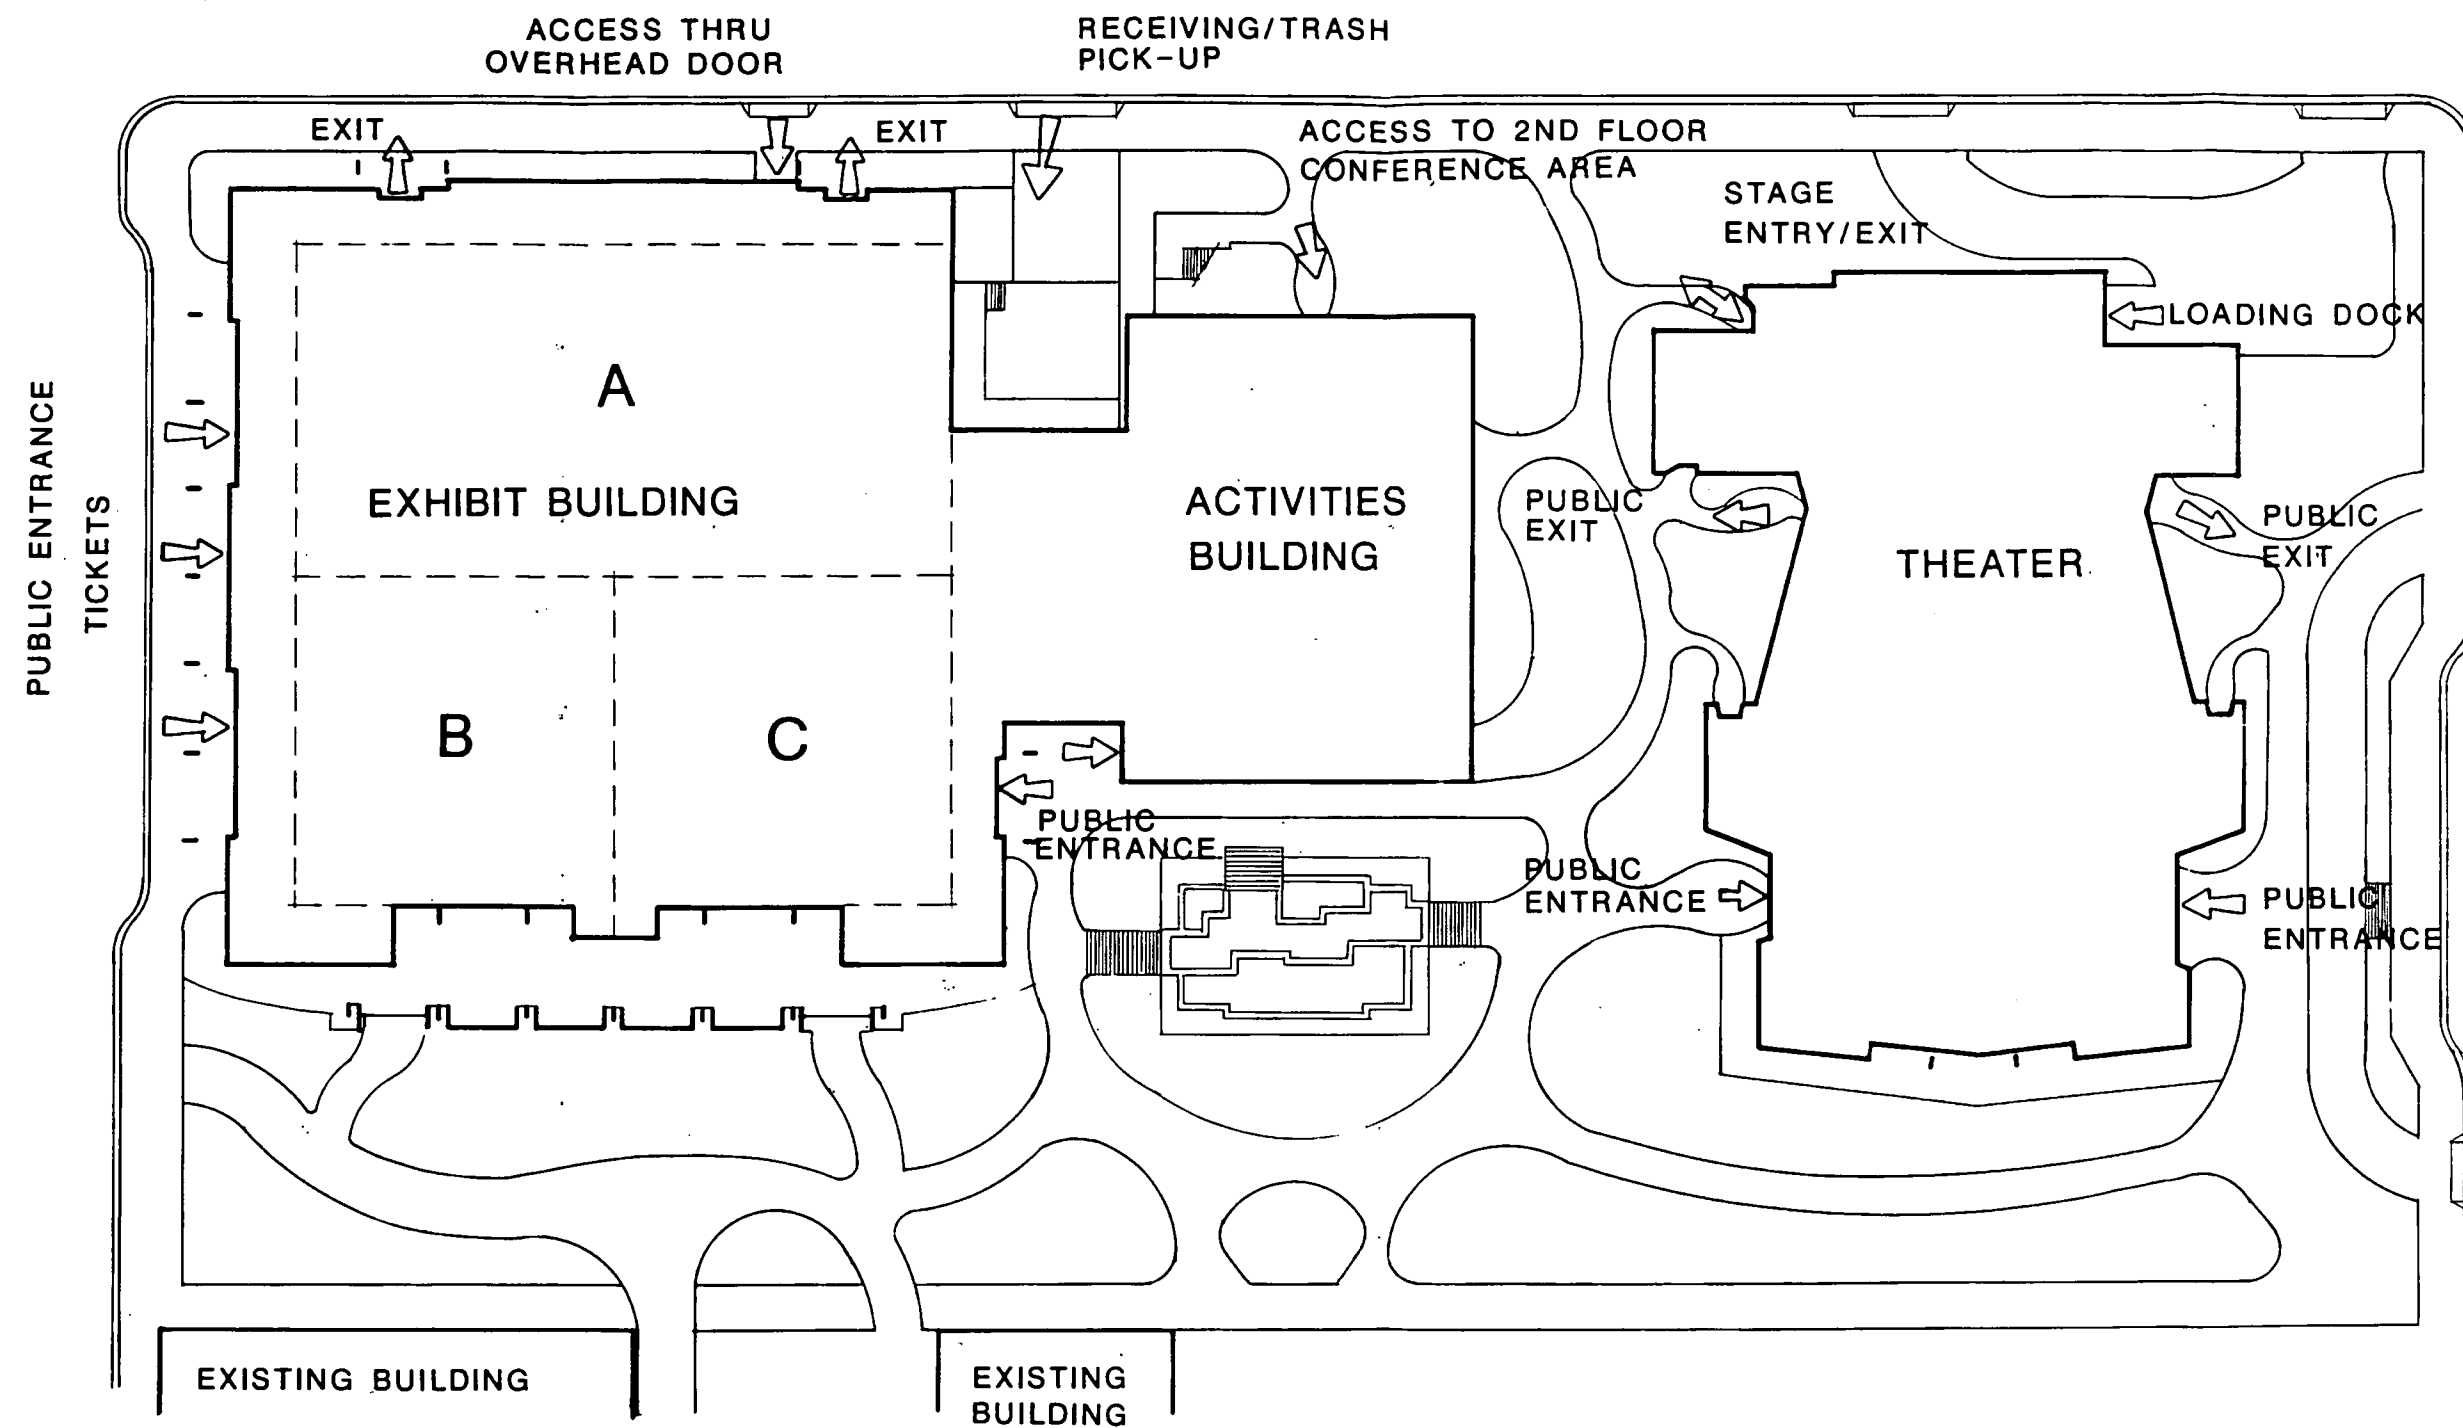 ACCESS THRU
OVERHEAD DOOR
RECEIVING/TRASH
PICK-UP
EXIT
EXIT
ACCESS TO 2ND FLOOR
CONFERENCE AREA
STAGE
ENTRY/EXIT
LOADING DOCK
PUBLIC ENTRANCE
TICKETS
A
EXHIBIT BUILDING
ACTIVITIES
BUILDING
PUBLIC
EXIT
THEATER
PUBLIC
EXIT
B
C
PUBLIC
ENTRANCE
PUBLIC
ENTRANCE
PUBLIC
ENTRANCE
EXISTING BUILDING
EXISTING
BUILDING